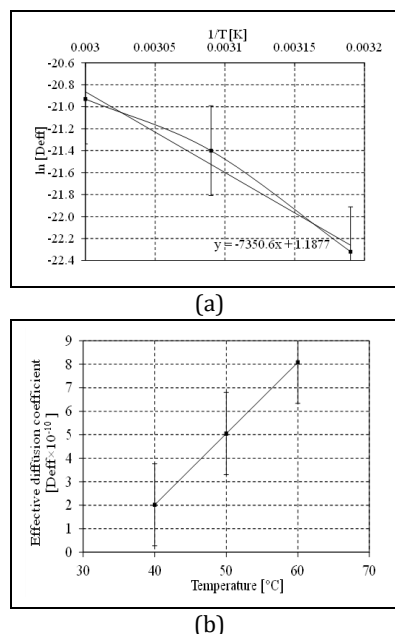 1/T [K]
0.003 0.00305 0.0031 0.00315 0.0032
ln [Deff]
-20.6
-20.8
-21.0
-21.2
-21.4
-21.6
-21.8
-22.0
-22.2
-22.4
y = -7350.6x + 1.1877
(a)
Effective diffusion coefficient
[Deff×10⁻¹⁰]
9
8
7
6
5
4
3
2
1
0
30 40 50 60 70
Temperature [°C]
(b)